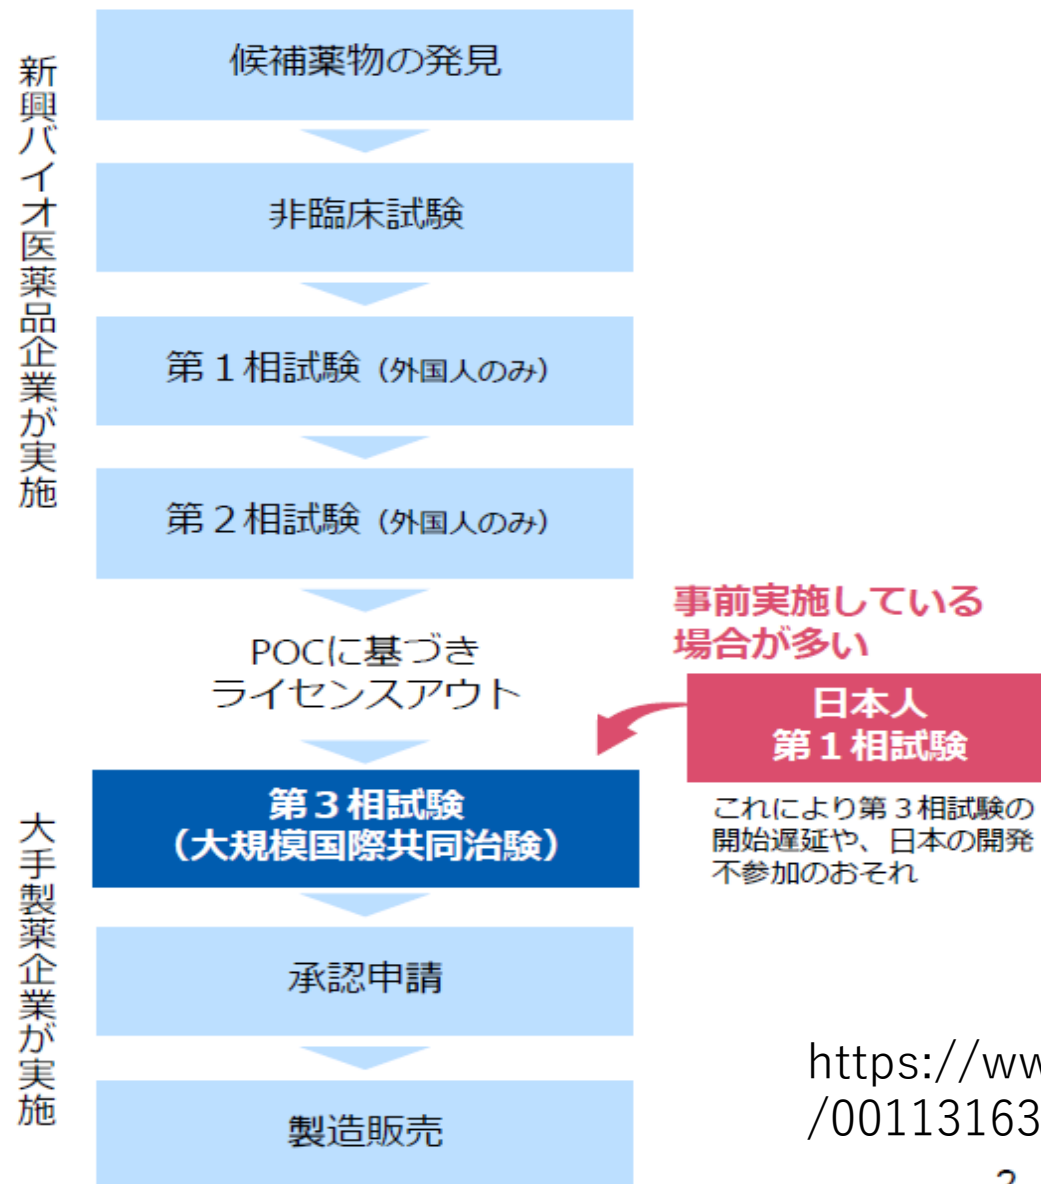 新興バイオ医薬品企業が実施
候補薬物の発見
非臨床試験
第１相試験（外国人のみ）
第２相試験（外国人のみ）
POCに基づき
ライセンスアウト
事前実施している
場合が多い
日本人
第１相試験
これにより第３相試験の
開始遅延や、日本の開発
不参加のおそれ
大手製薬企業が実施
第３相試験
（大規模国際共同治験）
承認申請
製造販売
https://ww
/00113163